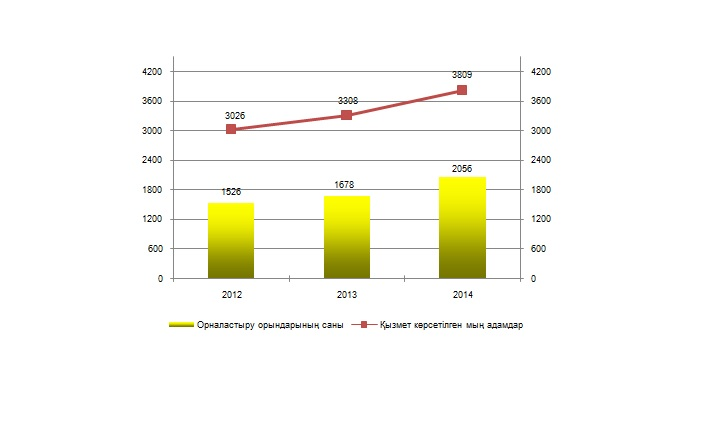 4200 3809 4200
3600 3308 3600
3026
3000 3000
2400 2400
2056
1800 1526 1678 1800
1200 1200
600 600
0 0
2012 2013 2014
Орналастыру орындарының саны Қызмет көрсетілген мың адамдар